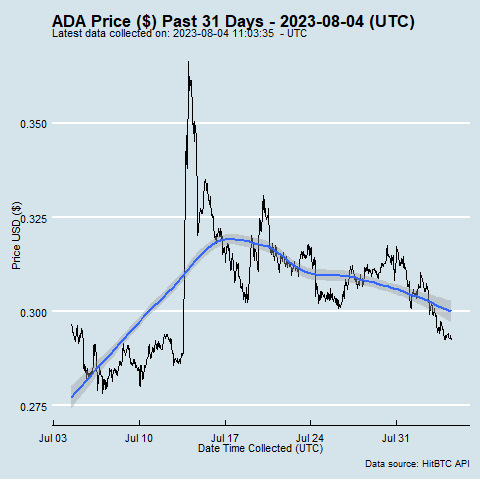 ADA Price ($) Past 31 Days - 2023-08-04 (UTC)
Latest data collected on: 2023-08-04 11:03:35  - UTC
Price USD ($)
0.350
0.325
0.300
0.275
Jul 03 Jul 10 Jul 17 Jul 24 Jul 31
Date Time Collected (UTC)
Data source: HitBTC API